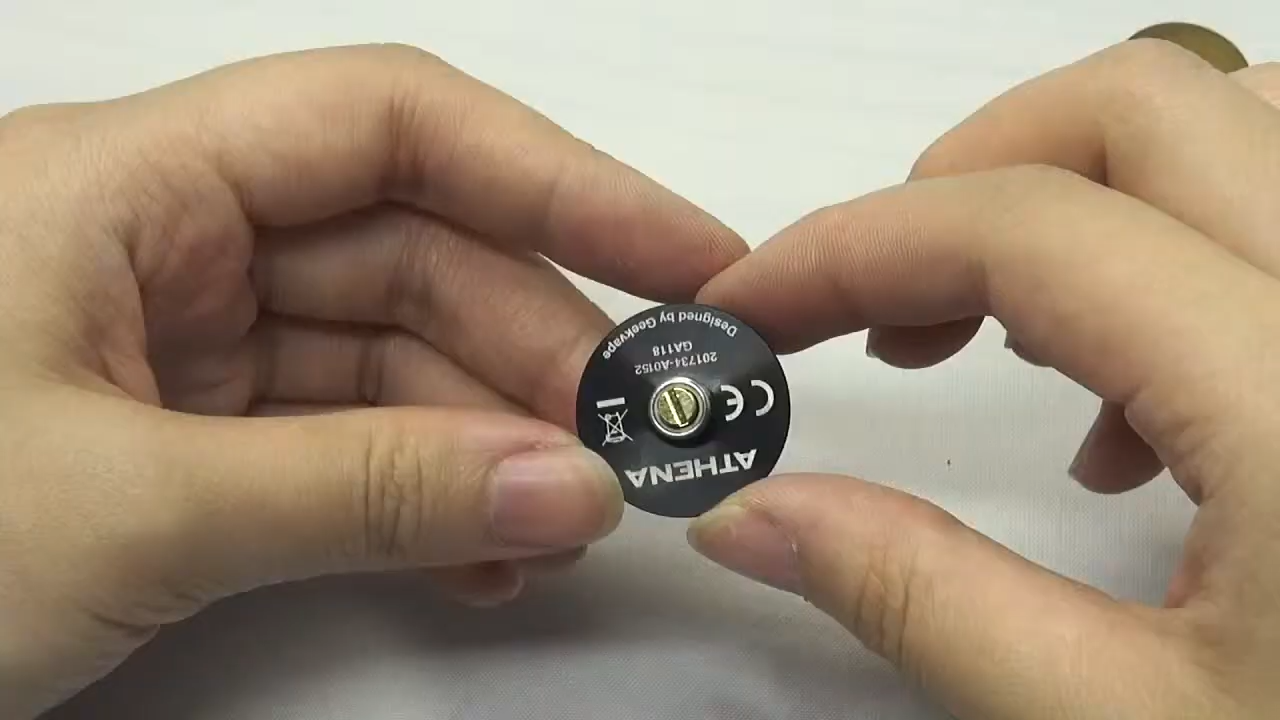 ATHENA
CE
GA118
201734-A0152
Designed by Geekvape